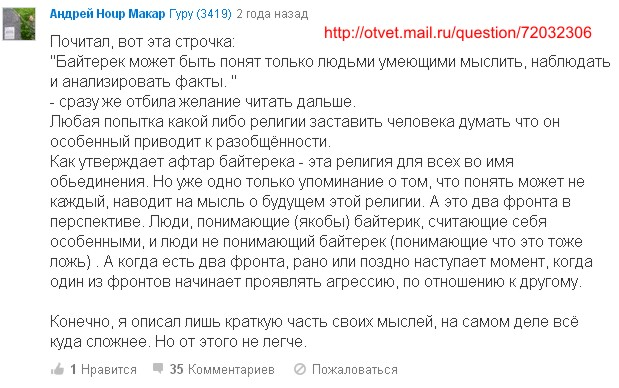 Андрей Houp Макар Гуру (3419) 2 года назад
http://otvet.mail.ru/question/72032306
Почитал, вот эта строчка:
"Байтерек может быть понят только людьми умеющими мыслить, наблюдать
и анализировать факты. "
- сразу же отбила желание читать дальше.
Любая попытка какой либо религии заставить человека думать что он
особенный приводит к разобщённости.
Как утверждает афтар байтерека - эта религия для всех во имя
обьединения. Но уже одно только упоминание о том, что понять может не
каждый, наводит на мысль о будущем этой религии. А это два фронта в
перспективе. Люди, понимающие (якобы) байтерик, считающие себя
особенными, и люди не понимающий байтерек (понимающие что это тоже
ложь) . А когда есть два фронта, рано или поздно наступает момент, когда
один из фронтов начинает проявлять агрессию, по отношению к другому.
Конечно, я описал лишь краткую часть своих мыслей, на самом деле всё
куда сложнее. Но от этого не легче.
1 Нравится 35 Комментариев Пожаловаться